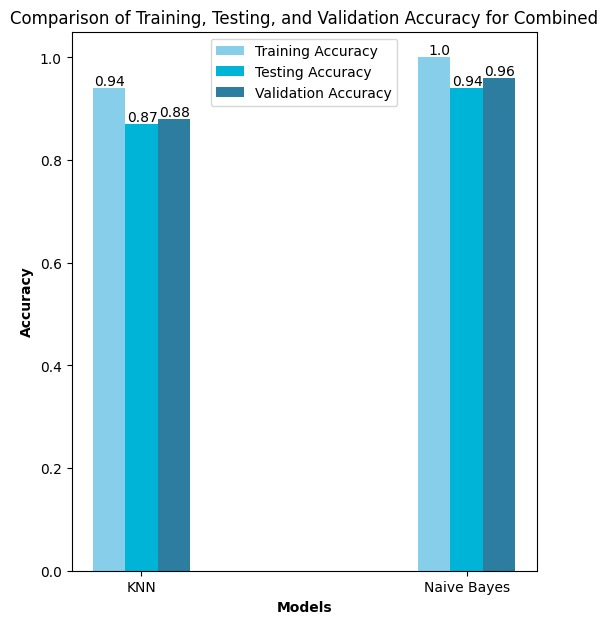 Comparison of Training, Testing, and Validation Accuracy for Combined
Training Accuracy
Testing Accuracy
Validation Accuracy
1.0
0.8
0.6
0.4
0.2
0.0
Accuracy
0.94
0.87
0.88
1.0
0.94
0.96
KNN
Naive Bayes
Models